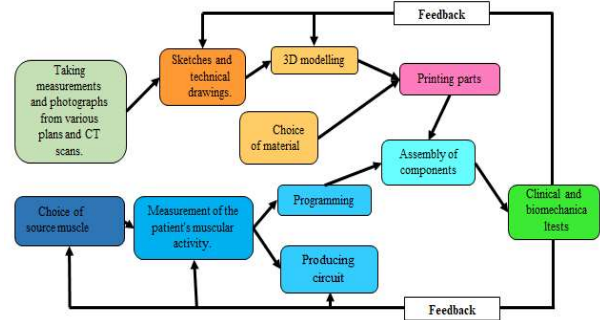 Feedback
Taking
measurements
and photographs
from various
plans and CT
scans.
Sketches and
technical
drawings.
3D modelling
Printing parts
Choice
of material
Assembly of
components
Choice of
source muscle
Measurement of the
patient's muscular
activity.
Programming
Producing
circuit
Clinical and
biomechanica
ltests
Feedback